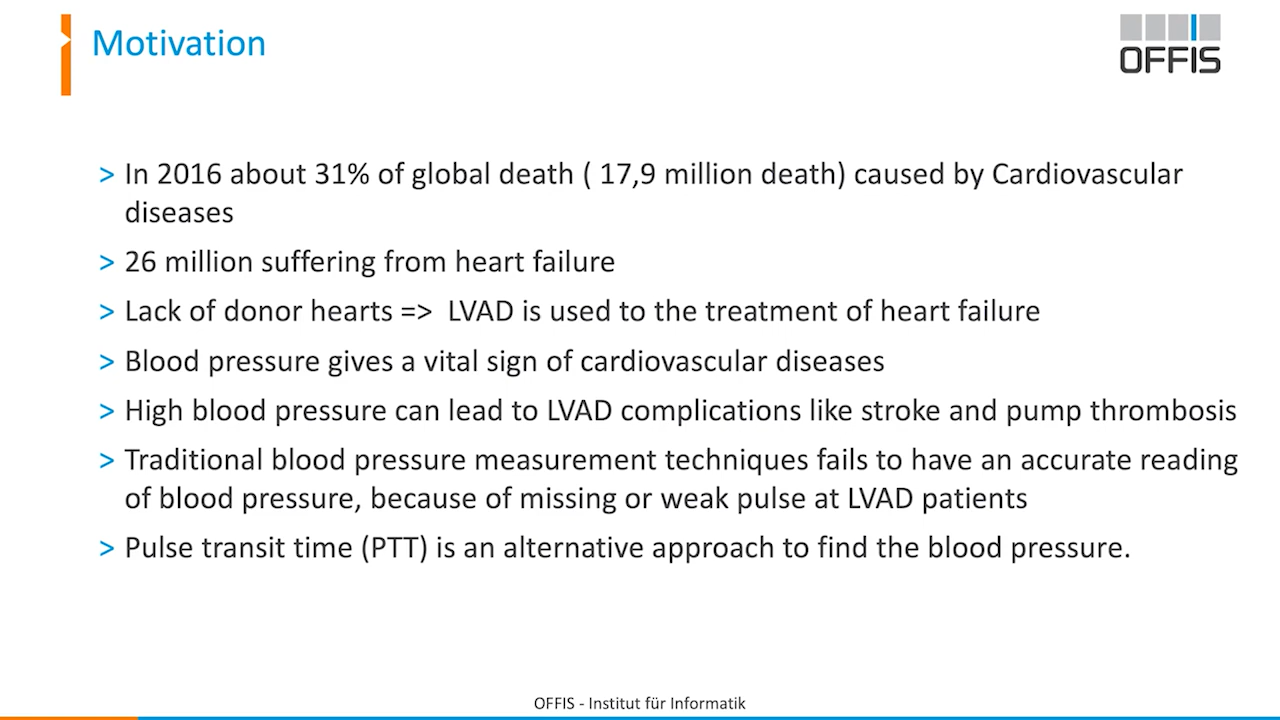 Motivation
OFFIS
> In 2016 about 31% of global death ( 17,9 million death) caused by Cardiovascular
diseases
> 26 million suffering from heart failure
> Lack of donor hearts => LVAD is used to the treatment of heart failure
> Blood pressure gives a vital sign of cardiovascular diseases
> High blood pressure can lead to LVAD complications like stroke and pump thrombosis
> Traditional blood pressure measurement techniques fails to have an accurate reading
of blood pressure, because of missing or weak pulse at LVAD patients
> Pulse transit time (PTT) is an alternative approach to find the blood pressure.
OFFIS - Institut für Informatik